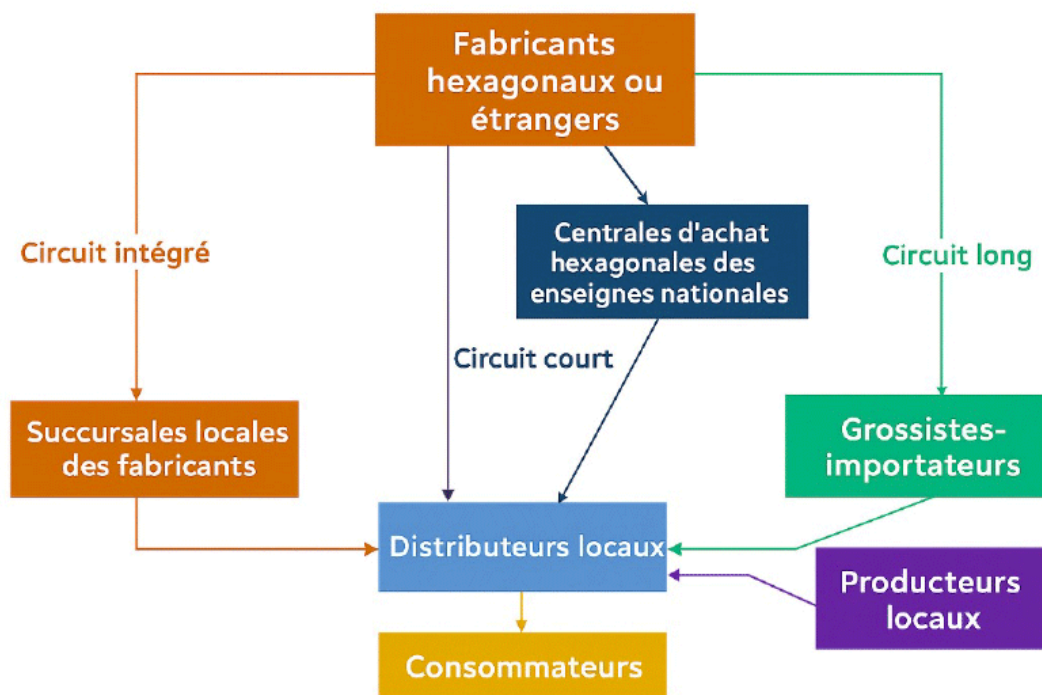 Fabricants
hexagonaux ou
étrangers
Circuit intégré
Centrales d'achat
hexagonales des
enseignes nationales
Circuit long
Circuit court
Succursales locales
des fabricants
Grossistes-
importateurs
Distributeurs locaux
Producteurs
locaux
Consommateurs